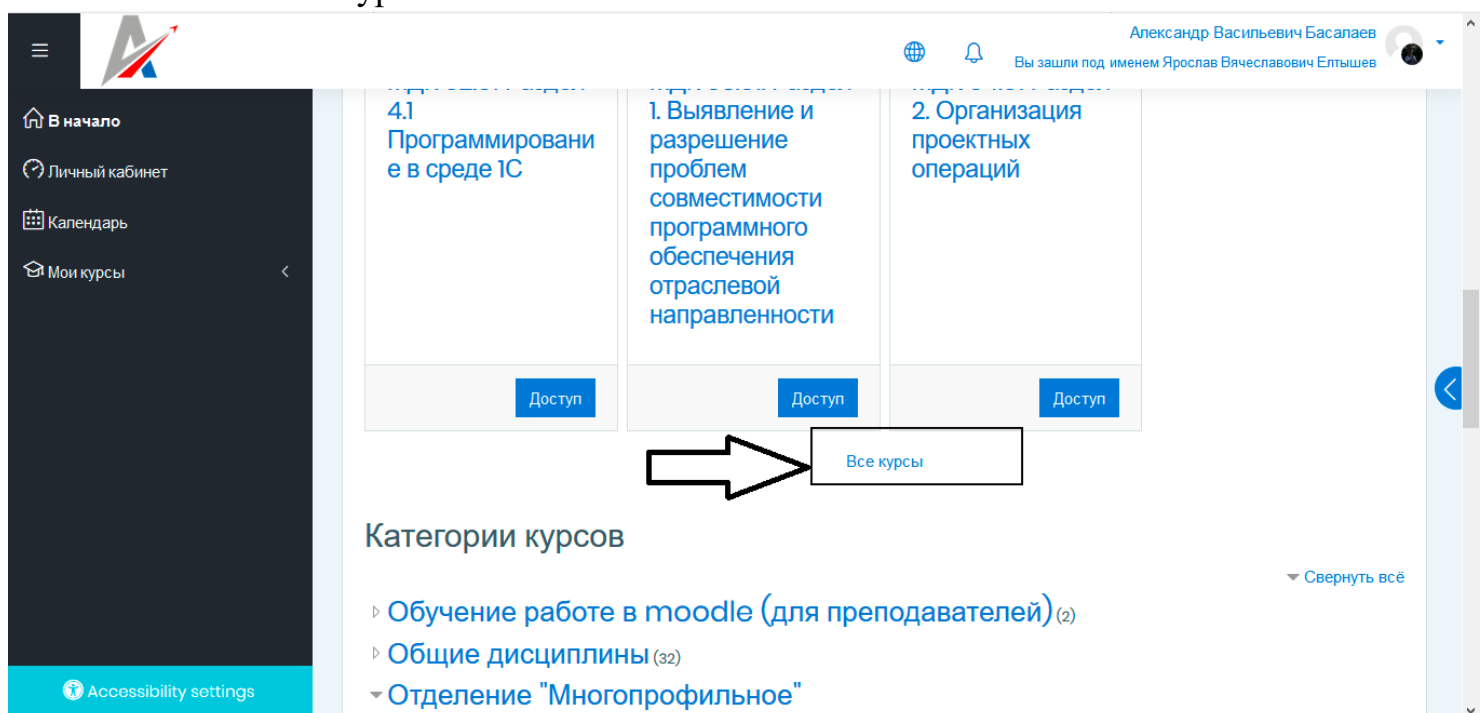 Александр Васильевич Басалаев
Вы зашли под именем Ярослав Вячеславович Елтышев
В начало
Личный кабинет
Календарь
Мои курсы
4.1
Программировани
е в среде 1С
Доступ
1. Выявление и
разрешение
проблем
совместимости
программного
обеспечения
отраслевой
направленности
Доступ
2. Организация
проектных
операций
Доступ
Все курсы
Категории курсов
Свернуть всё
Обучение работе в moodle (для преподавателей) (2)
Общие дисциплины (32)
Отделение "Многопрофильное"
Accessibility settings